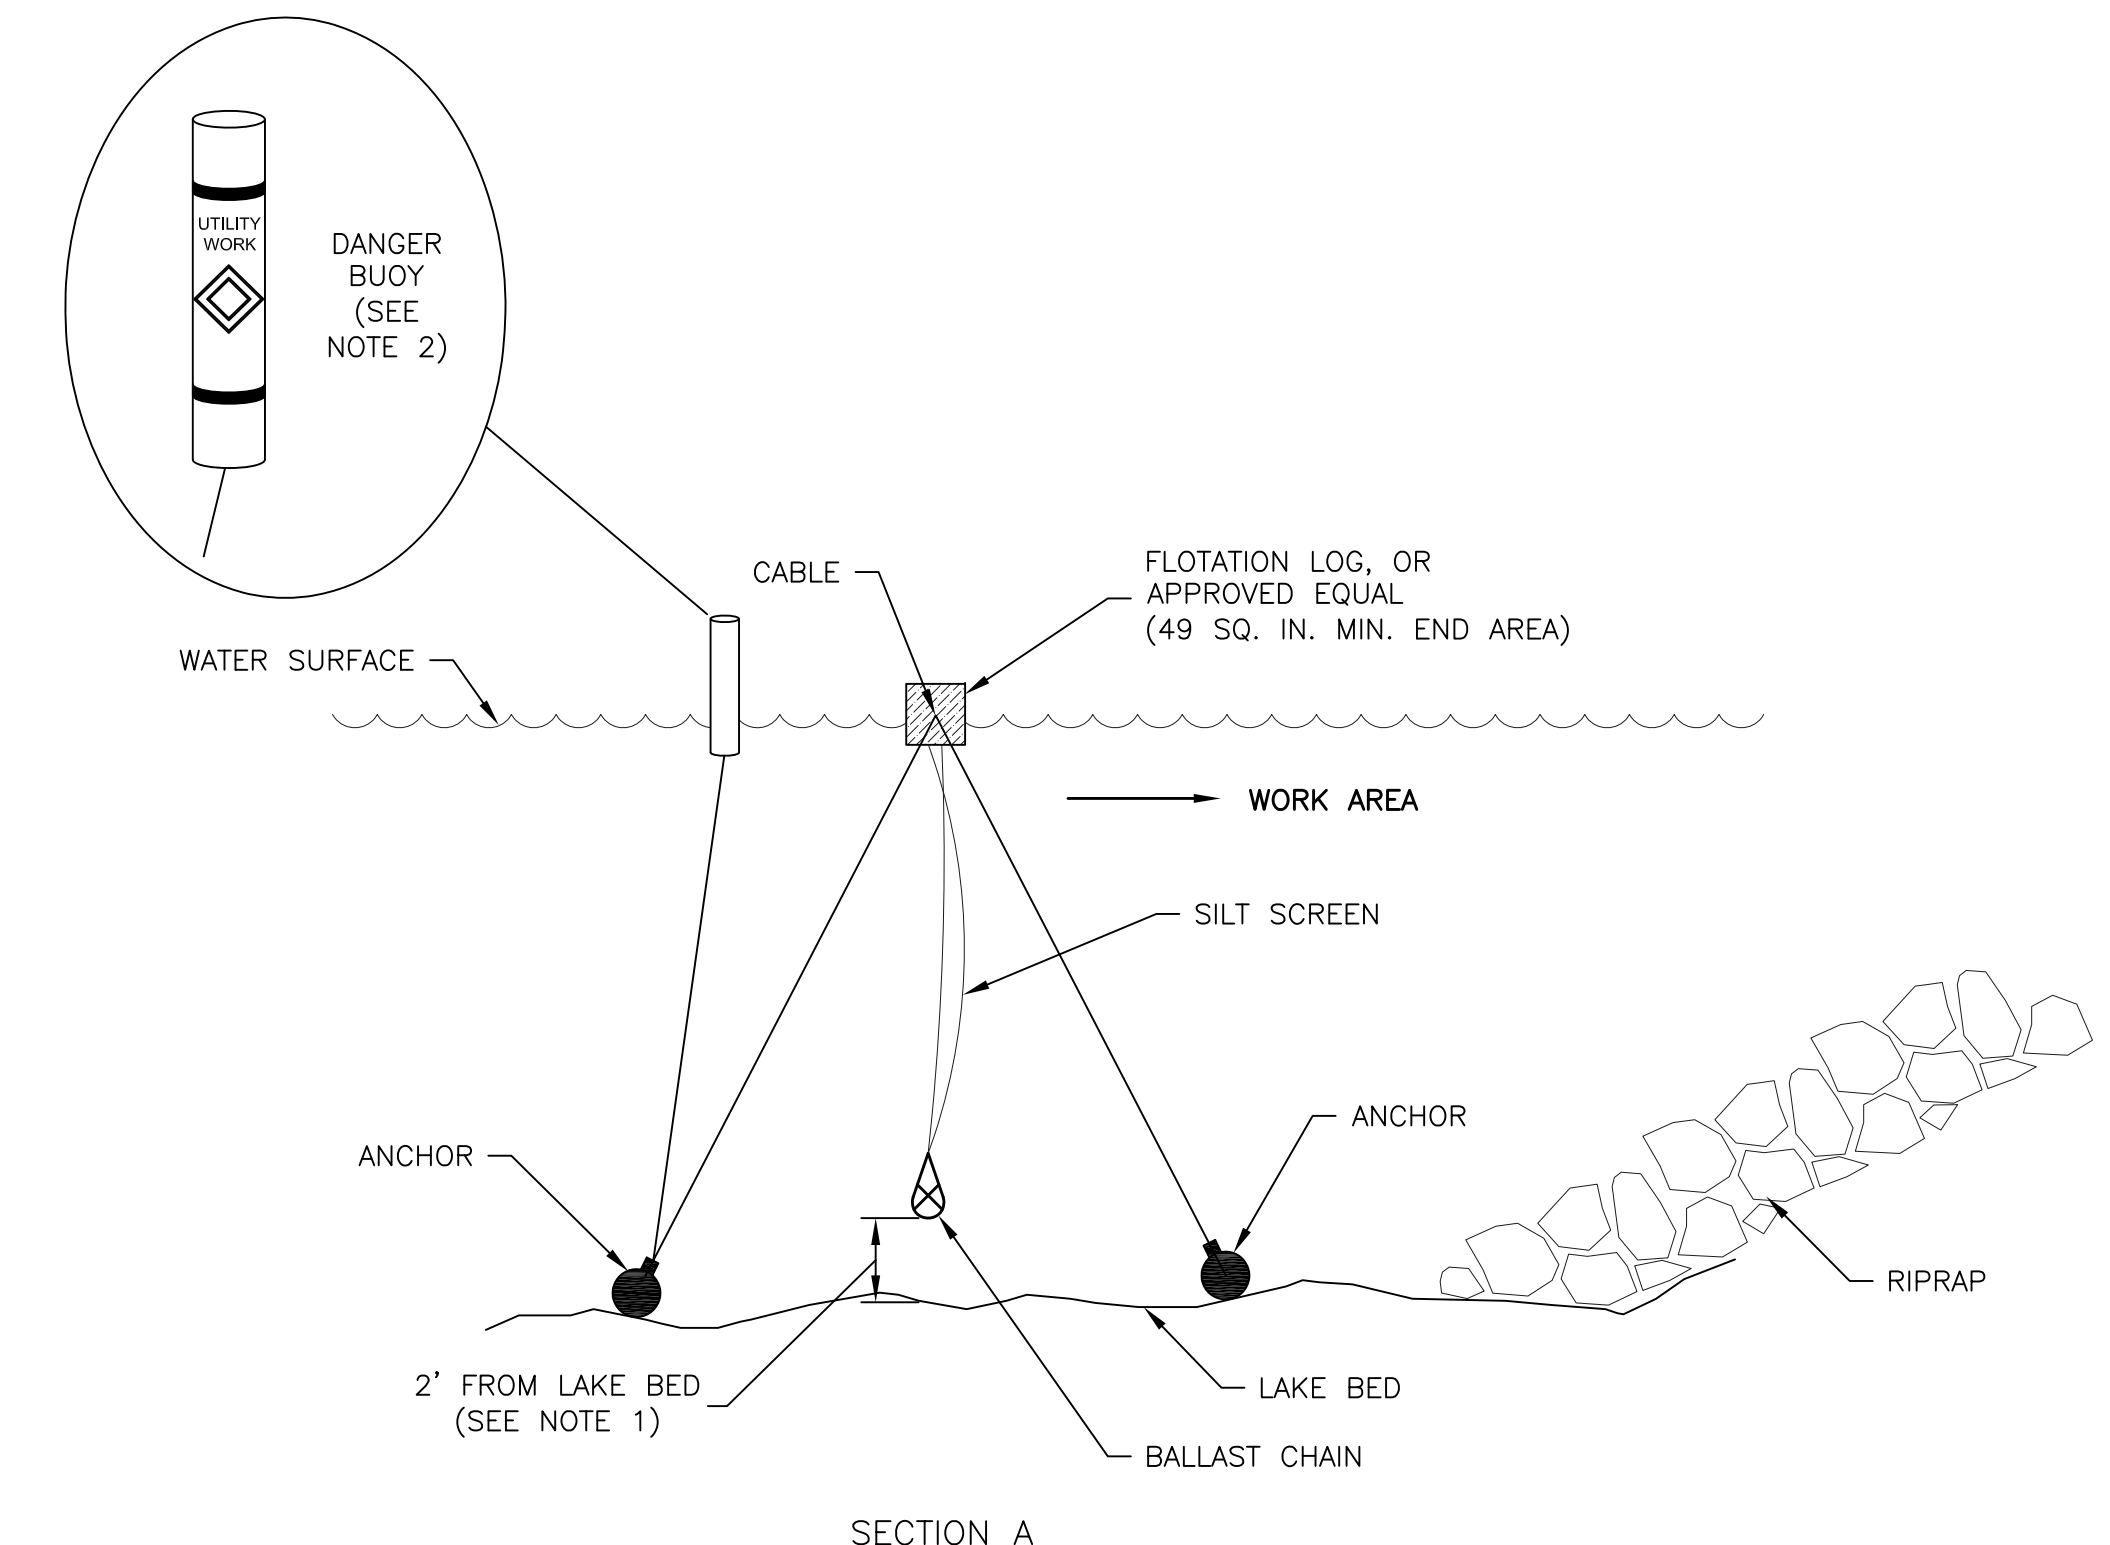 UTILITY
WORK
DANGER
BUOY
(SEE
NOTE 2)
CABLE
FLOTATION LOG, OR
APPROVED EQUAL
(49 SQ. IN. MIN. END AREA)
WATER SURFACE
WORK AREA
SILT SCREEN
ANCHOR
ANCHOR
RIPRAP
2' FROM LAKE BED
(SEE NOTE 1)
LAKE BED
BALLAST CHAIN
SECTION A